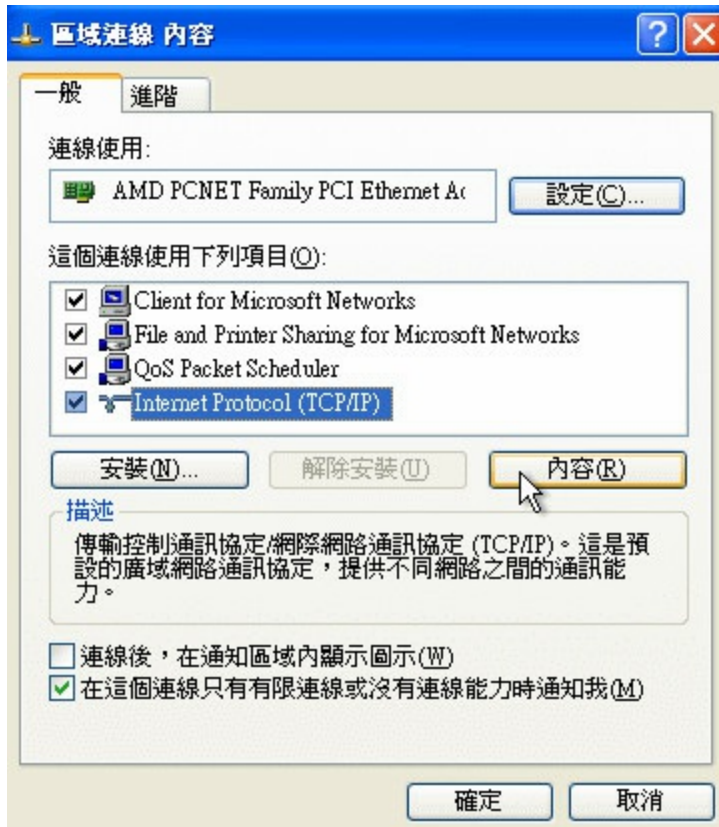 區域連線 內容
一般
進階
連線使用:
AMD PCNET Family PCI Ethernet Ac
設定(C)...
這個連線使用下列項目(O):
Client for Microsoft Networks
File and Printer Sharing for Microsoft Networks
QoS Packet Scheduler
Internet Protocol (TCP/IP)
安裝(N)...
解除安裝(U)
內容(R)
描述
傳輸控制通訊協定/網際網路通訊協定 (TCP/IP)。這是預
設的廣域網路通訊協定，提供不同網路之間的通訊能
力。
連線後，在通知區域內顯示圖示(W)
在這個連線只有有限連線或沒有連線能力時通知我(M)
確定
取消